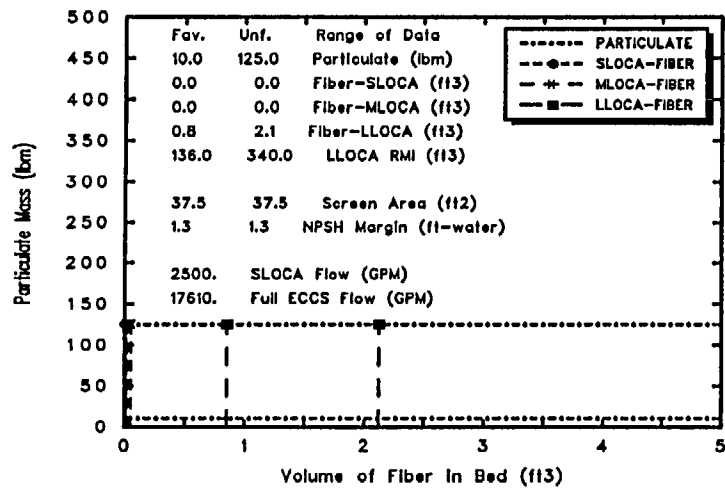 Fav. Unf. Range of Data
10.0 125.0 Particulate (lbm)
0.0 0.0 Fiber-SLOCA (ft3)
0.0 0.0 Fiber-MLOCA (ft3)
0.8 2.1 Fiber-LLOCA (ft3)
136.0 340.0 LLOCA RMI (ft3)
37.5 37.5 Screen Area (ft2)
1.3 1.3 NPSH Margin (ft-water)
2500. SLOCA Flow (GPM)
17610. Full ECCS Flow (GPM)
PARTICULATE
SLOCA-FIBER
MLOCA-FIBER
LLOCA-FIBER
Particulate Mass (lbm)
500
450
400
350
300
250
200
150
100
50
0
0 1 2 3 4 5
Volume of Fiber in Bed (ft3)